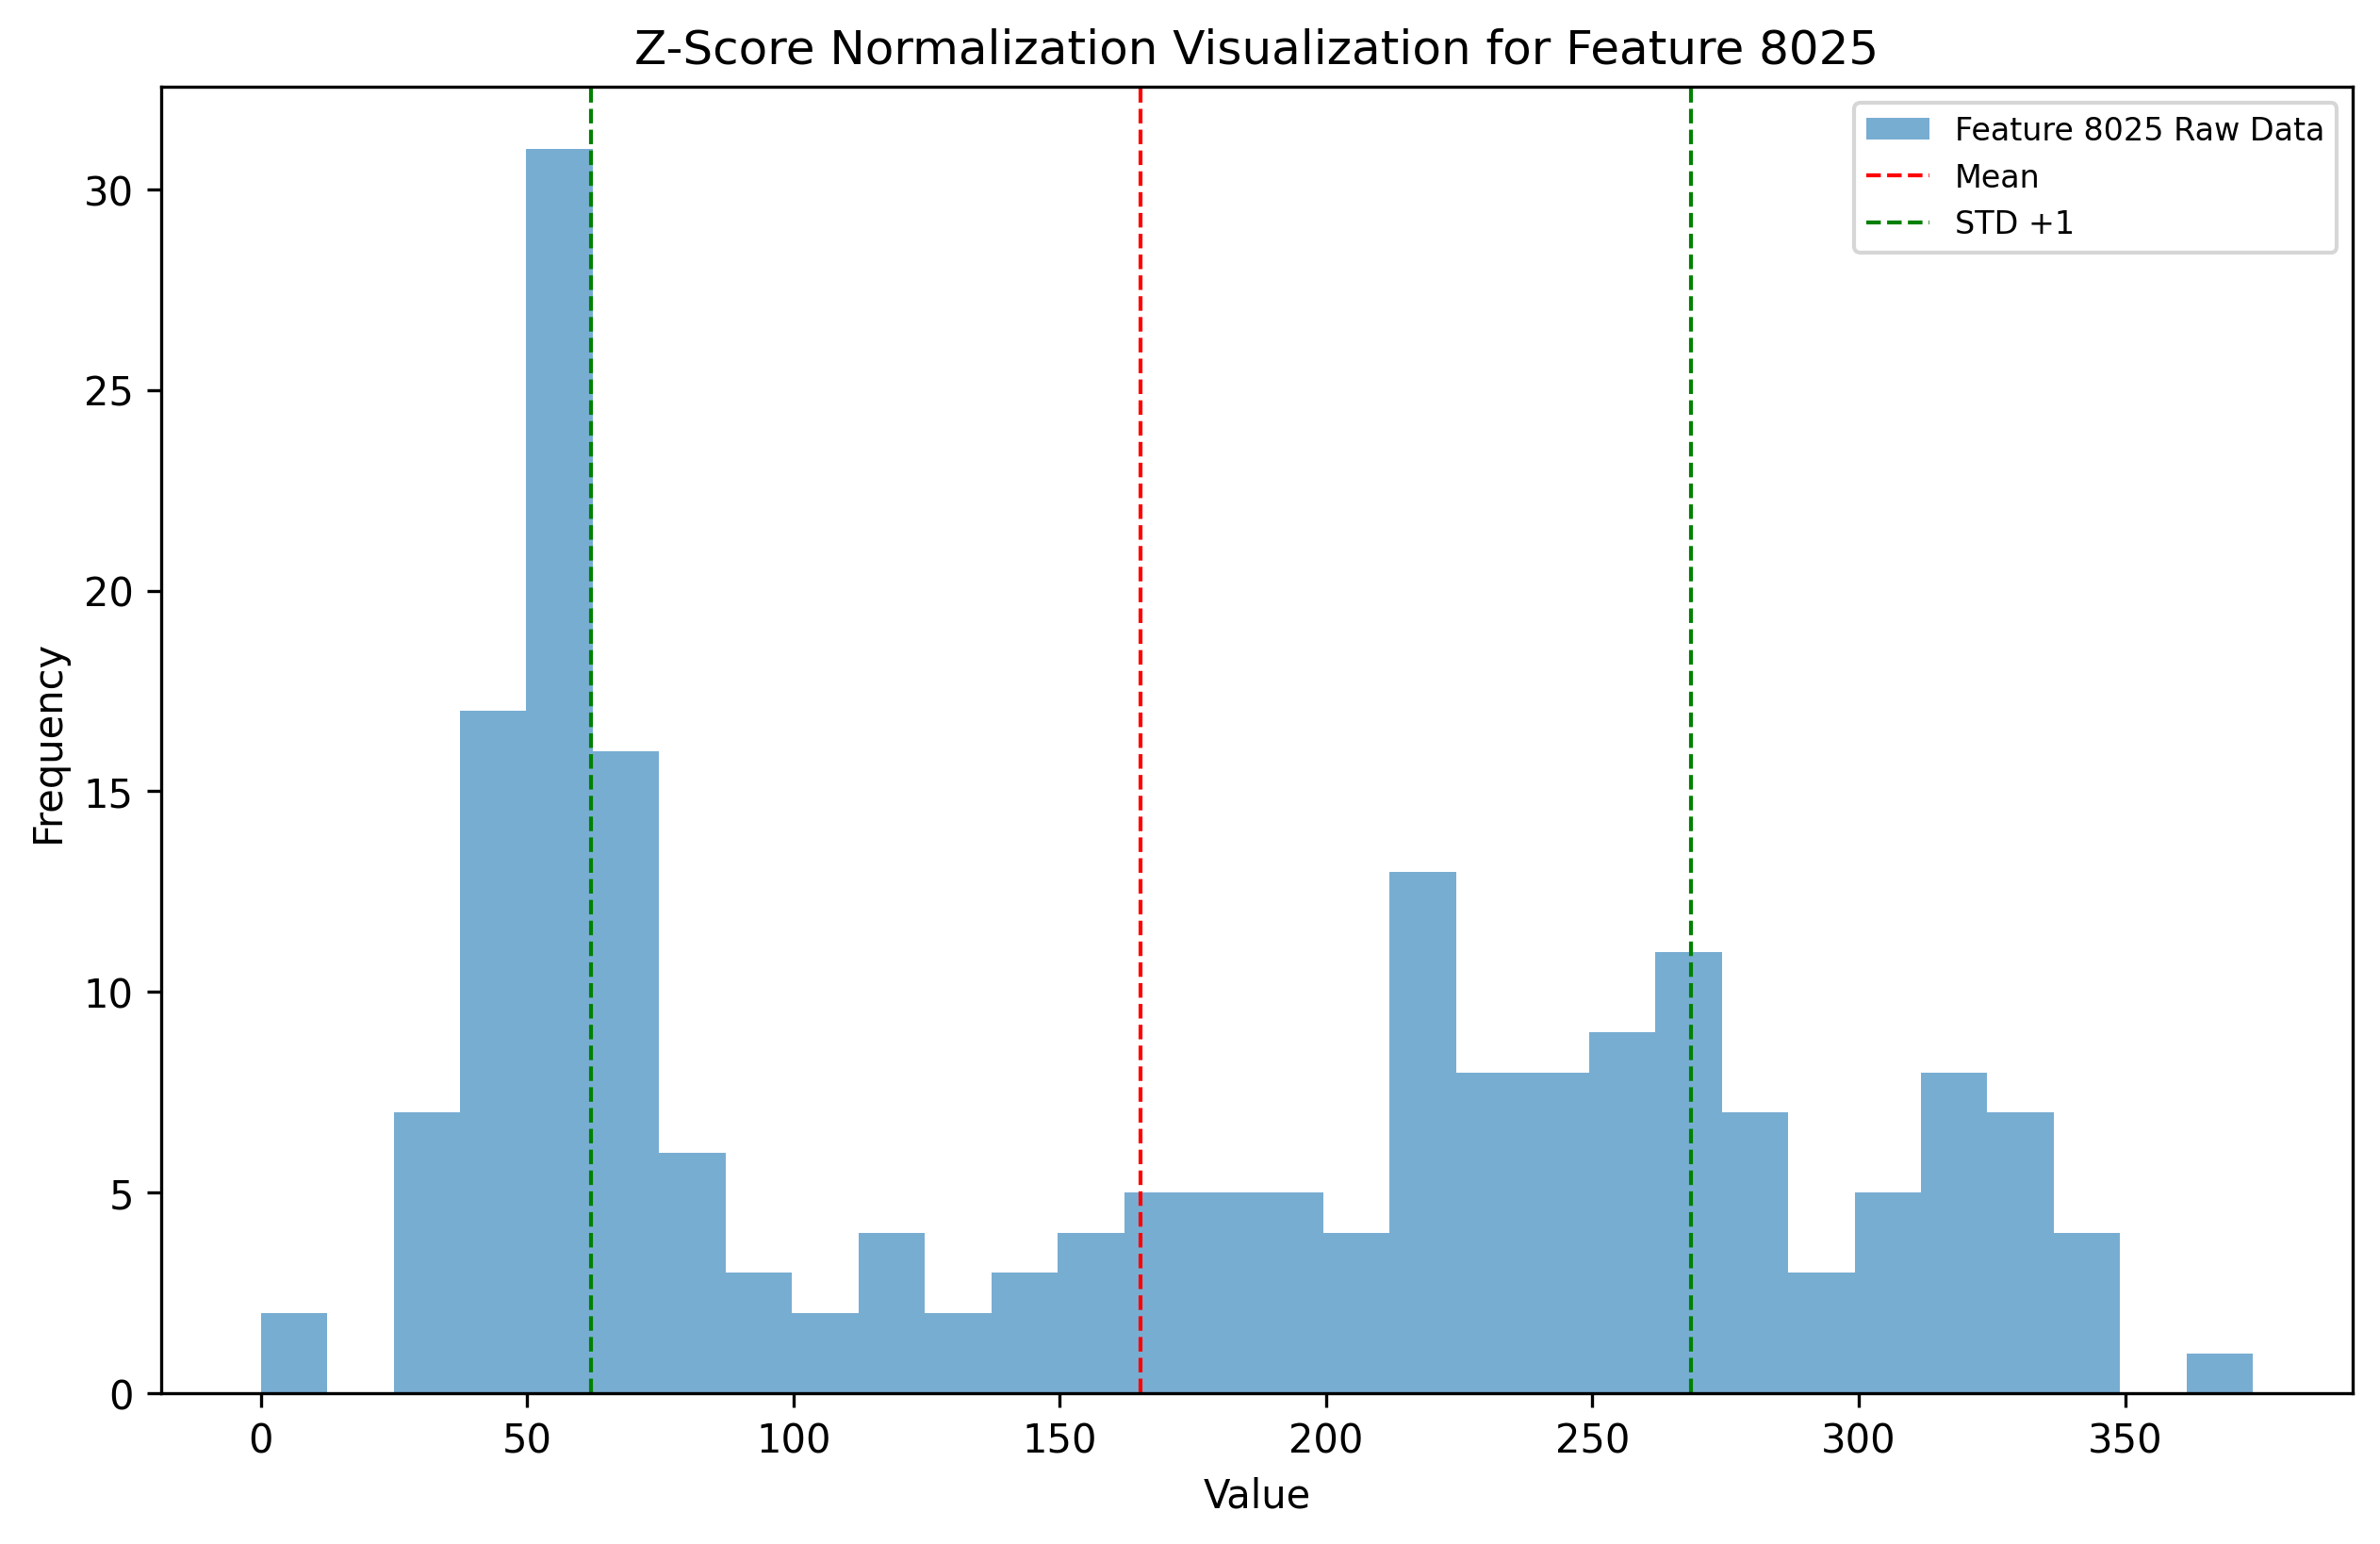 Z-Score Normalization Visualization for Feature 8025
Feature 8025 Raw Data
Mean
STD +1
Frequency
30
25
20
15
10
5
0
0 50 100 150 200 250 300 350
Value